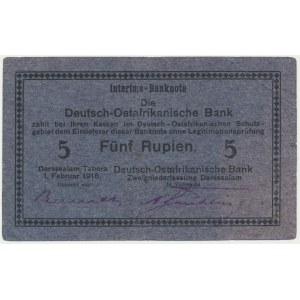 Interims-Banknote
Die
Deutsch-Ostafrikanische Bank
zahlt bei ihren Kassen im Deutsch-Ostafrikanischen Schutz-
gebiet dem Einlieferer dieser Banknote ohne Legitimationsprüfung
5 Fünf Rupien. 5
Daressalam/Tabora Deutsch-Ostafrikanische Bank
1. Februar 1916. Zweigniederlassung Daressalam